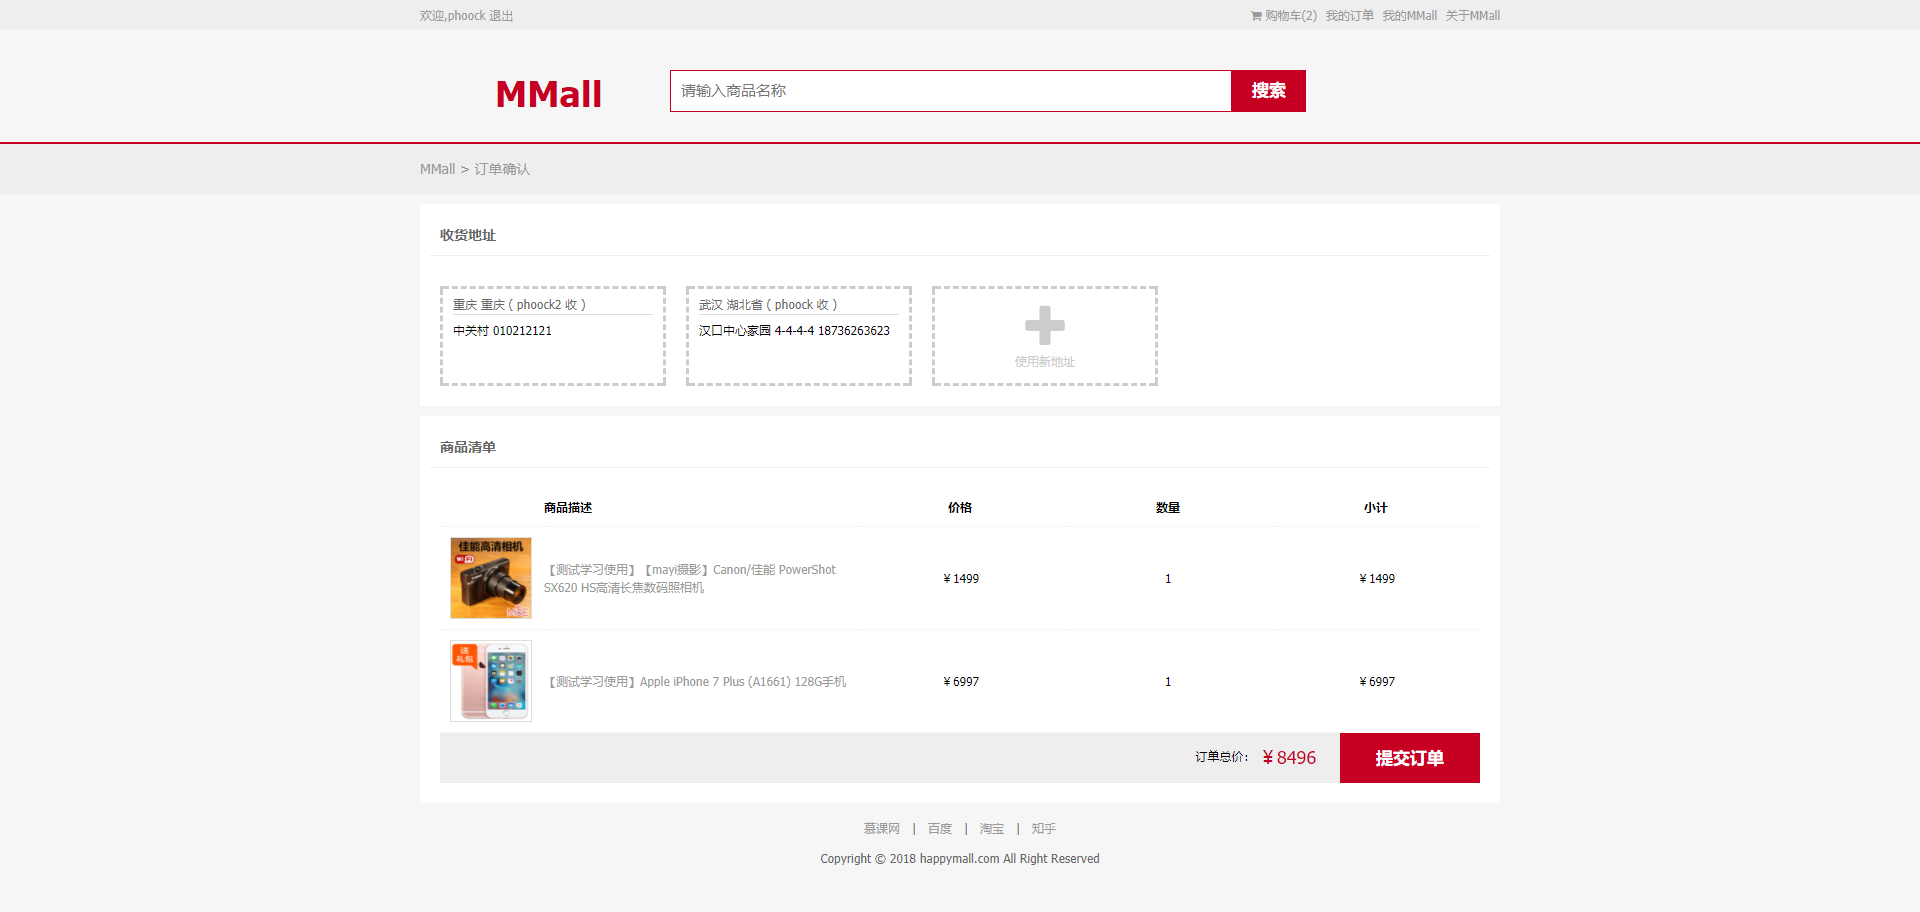 欢迎,phoock 退出
购物车(2) 我的订单 我的MMall 关于MMall
MMall
请输入商品名称
搜索
MMall > 订单确认
收货地址
重庆 重庆 ( phoock2 收 )
中关村 010212121
武汉 湖北省 ( phoock 收 )
汉口中心家园 4-4-4-4 18736263623
使用新地址
商品清单
商品描述 价格 数量 小计
佳能高清相机
WiFi
【测试学习使用】【mayi摄影】Canon/佳能 PowerShot
SX620 HS高清长焦数码照相机
￥1499 1 ￥1499
送
礼包
【测试学习使用】Apple iPhone 7 Plus (A1661) 128G手机
￥6997 1 ￥6997
订单总价: ￥8496 提交订单
慕课网 | 百度 | 淘宝 | 知乎
Copyright © 2018 happymall.com All Right Reserved